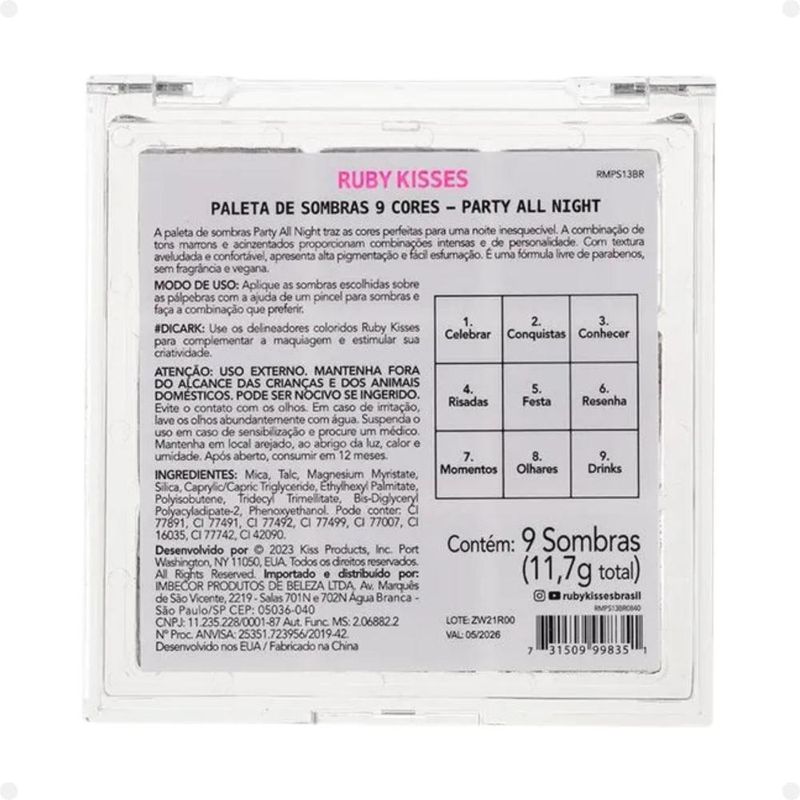 RUBY KISSES
RMPS13BR
PALETA DE SOMBRAS 9 CORES – PARTY ALL NIGHT
A paleta de sombras Party All Night traz as cores perfeitas para uma noite inesquecível. A combinação de
tons marrons e acinzentados proporcionam combinações intensas e de personalidade. Com textura
aveludada e confortável, apresenta alta pigmentação e fácil esfumação. É uma fórmula livre de parabenos,
sem fragrância e vegana.
MODO DE USO: Aplique as sombras escolhidas sobre
as pálpebras com a ajuda de um pincel para sombras e
faça a combinação que preferir.
#DICARK: Use os delineadores coloridos Ruby Kisses
para complementar a maquiagem e estimular sua
criatividade.
ATENÇÃO: USO EXTERNO. MANTENHA FORA
DO ALCANCE DAS CRIANÇAS E DOS ANIMAIS
DOMÉSTICOS. PODE SER NOCIVO SE INGERIDO.
Evite o contato com os olhos. Em caso de irritação,
lave os olhos abundantemente com água. Suspenda o
uso em caso de sensibilização e procure um médico.
Mantenha em local arejado, ao abrigo da luz, calor e
umidade. Após aberto, consumir em 12 meses.
INGREDIENTES: Mica, Talc, Magnesium Myristate,
Silica, Caprylic/Capric Triglyceride, Ethylhexyl Palmitate,
Polyisobutene, Tridecyl Trimellitate, Bis-Diglyceryl
Polyacyladipate-2, Phenoxyethanol. Pode conter: CI
77891, CI 77491, CI 77492, CI 77499, CI 77007, CI
16035, CI 77742, CI 42090.
Desenvolvido por © 2023 Kiss Products, Inc. Port
Washington, NY 11050, EUA. Todos os direitos reservados.
All Rights Reserved. Importado e distribuído por:
IMBECOR PRODUTOS DE BELEZA LTDA. Av. Marquês
de São Vicente, 2219 - Salas 701N e 702N Água Branca -
São Paulo/SP CEP: 05036-040
CNPJ: 11.235.228/0001-87 Aut. Func. MS: 2.06882.2
N° Proc. ANVISA: 25351.723956/2019-42.
Desenvolvido nos EUA / Fabricado na China
1.
Celebrar
2.
Conquistas
3.
Conhecer
4.
Risadas
5.
Festa
6.
Resenha
7.
Momentos
8.
Olhares
9.
Drinks
Contém: 9 Sombras
(11,7g total)
rubykissesbrasil
RMPS13BR0840
LOTE: ZW21R00
VAL: 05/2026
7 31509 99835 1